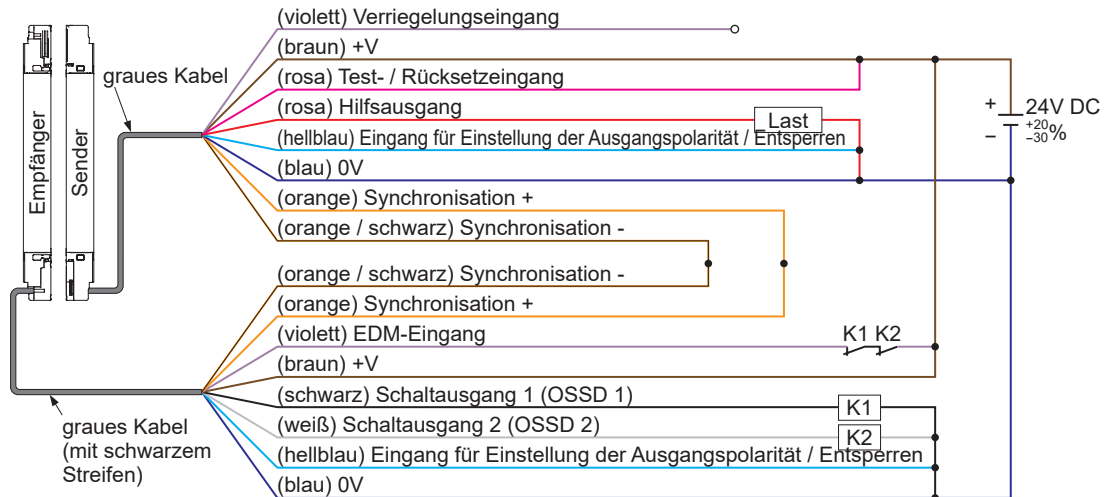 (violett) Verriegelungseingang
(braun) +V
graues Kabel
(rosa) Test- / Rücksetzeingang
(rosa) Hilfsausgang
Last
+ 24V DC
+20
−30 %
−
(hellblau) Eingang für Einstellung der Ausgangspolarität / Entsperren
(blau) 0V
(orange) Synchronisation +
(orange / schwarz) Synchronisation -
Empfänger
Sender
(orange / schwarz) Synchronisation -
(orange) Synchronisation +
(violett) EDM-Eingang
K1 K2
(braun) +V
(schwarz) Schaltausgang 1 (OSSD 1)
K1
(weiß) Schaltausgang 2 (OSSD 2)
K2
(hellblau) Eingang für Einstellung der Ausgangspolarität / Entsperren
(blau) 0V
graues Kabel
(mit schwarzem
Streifen)